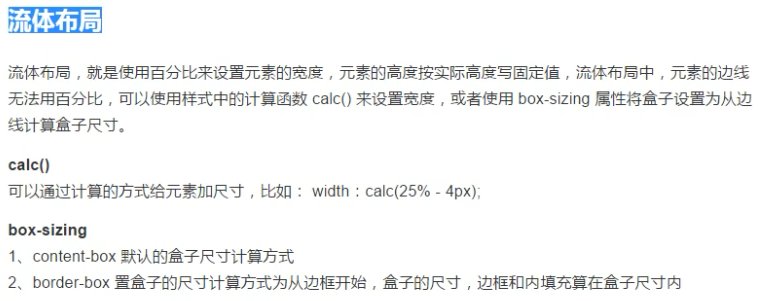 流体布局
流体布局，就是使用百分比来设置元素的宽度，元素的高度按实际高度写固定值，流体布局中，元素的边线
无法用百分比，可以使用样式中的计算函数 calc() 来设置宽度，或者使用 box-sizing 属性将盒子设置为从边
线计算盒子尺寸。
calc()
可以通过计算的方式给元素加尺寸，比如： width：calc(25% - 4px);
box-sizing
1、content-box 默认的盒子尺寸计算方式
2、border-box 置盒子的尺寸计算方式为从边框开始，盒子的尺寸，边框和内填充算在盒子尺寸内